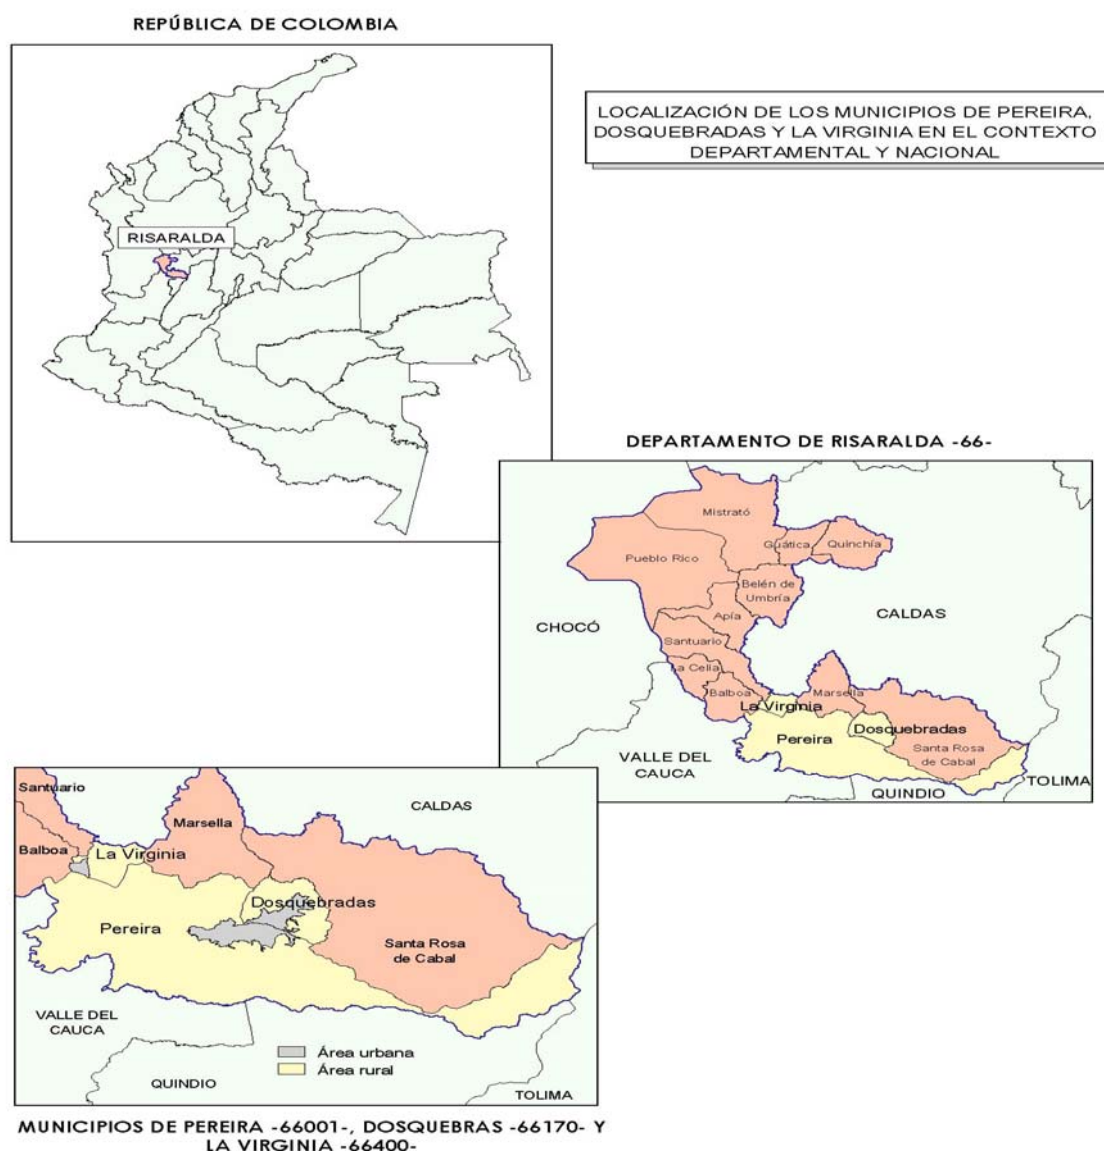 REPÚBLICA DE COLOMBIA
RISARALDA
LOCALIZACIÓN DE LOS MUNICIPIOS DE PEREIRA,
DOSQUEBRADAS Y LA VIRGINIA EN EL CONTEXTO
DEPARTAMENTAL Y NACIONAL
DEPARTAMENTO DE RISARALDA -66-
Mistrató
Guática
Quinchía
Pueblo Rico
Belén de
Umbría
Apía
CHOCÓ
CALDAS
Santuario
La Celia
Balboa
Marsella
La Virginia
Dosquebradas
Pereira
Santa Rosa
de Cabal
VALLE DEL
CAUCA
TOLIMA
QUINDIO
Santuario
CALDAS
Marsella
Balboa
La Virginia
Dosquebradas
Pereira
Santa Rosa
de Cabal
VALLE DEL
CAUCA
Área urbana
Área rural
QUINDIO
TOLIMA
MUNICIPIOS DE PEREIRA -66001-, DOSQUEBRAS -66170- Y
LA VIRGINIA -66400-